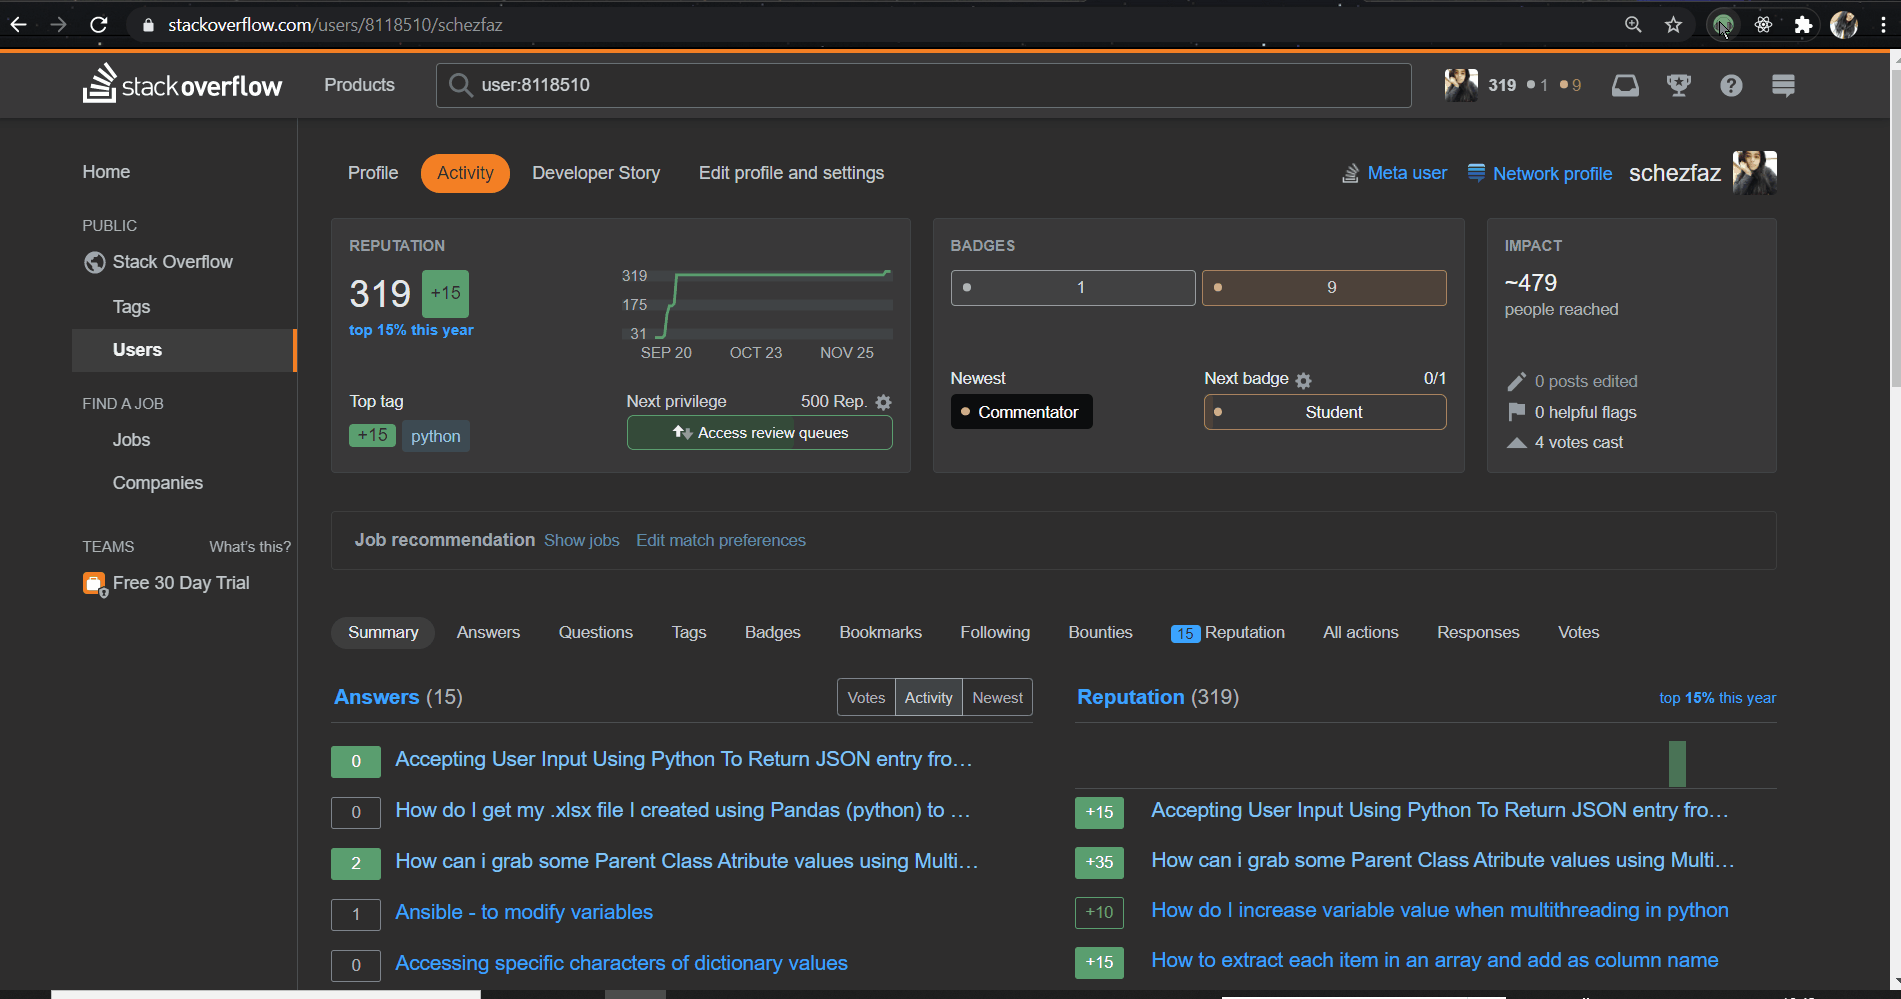 stackoverflow.com/users/8118510/schezfaz
stackoverflow
Products
user:8118510
319 1 9
Profile
Activity
Developer Story
Edit profile and settings
Meta user
Network profile
schezfaz
Home
PUBLIC
Stack Overflow
Tags
Users
FIND A JOB
Jobs
Companies
TEAMS
What's this?
Free 30 Day Trial
REPUTATION
319 +15
top 15% this year
319
175
31
SEP 20 OCT 23 NOV 25
Top tag
+15 python
Next privilege 500 Rep.
Access review queues
BADGES
1
9
Newest
Commentator
Next badge 0/1
Student
IMPACT
~479
people reached
0 posts edited
0 helpful flags
4 votes cast
Job recommendation Show jobs Edit match preferences
Summary Answers Questions Tags Badges Bookmarks Following Bounties 15 Reputation All actions Responses Votes
Answers (15)
Votes Activity Newest
0 Accepting User Input Using Python To Return JSON entry fro...
0 How do I get my .xlsx file I created using Pandas (python) to ...
2 How can i grab some Parent Class Atribute values using Multi...
1 Ansible - to modify variables
0 Accessing specific characters of dictionary values
Reputation (319)
top 15% this year
+15 Accepting User Input Using Python To Return JSON entry fro...
+35 How can i grab some Parent Class Atribute values using Multi...
+10 How do I increase variable value when multithreading in python
+15 How to extract each item in an array and add as column name